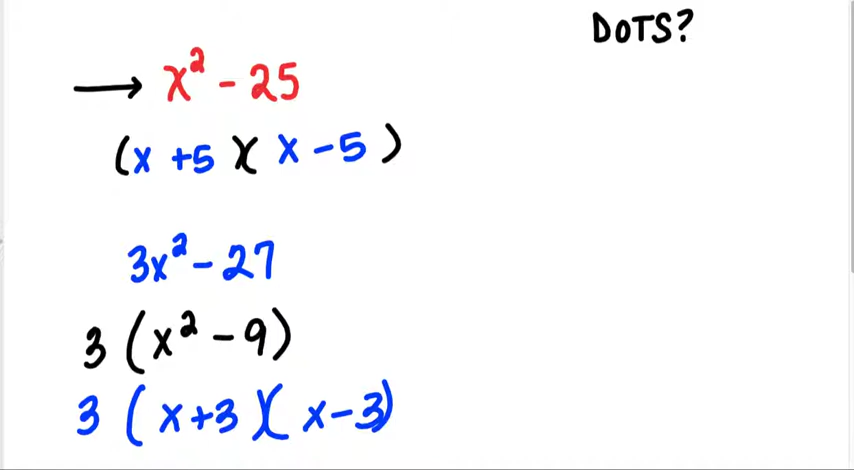 DOTS?
⟶ x² - 25
(x +5)(x -5)
3x² - 27
3(x² - 9)
3(x+3)(x-3)